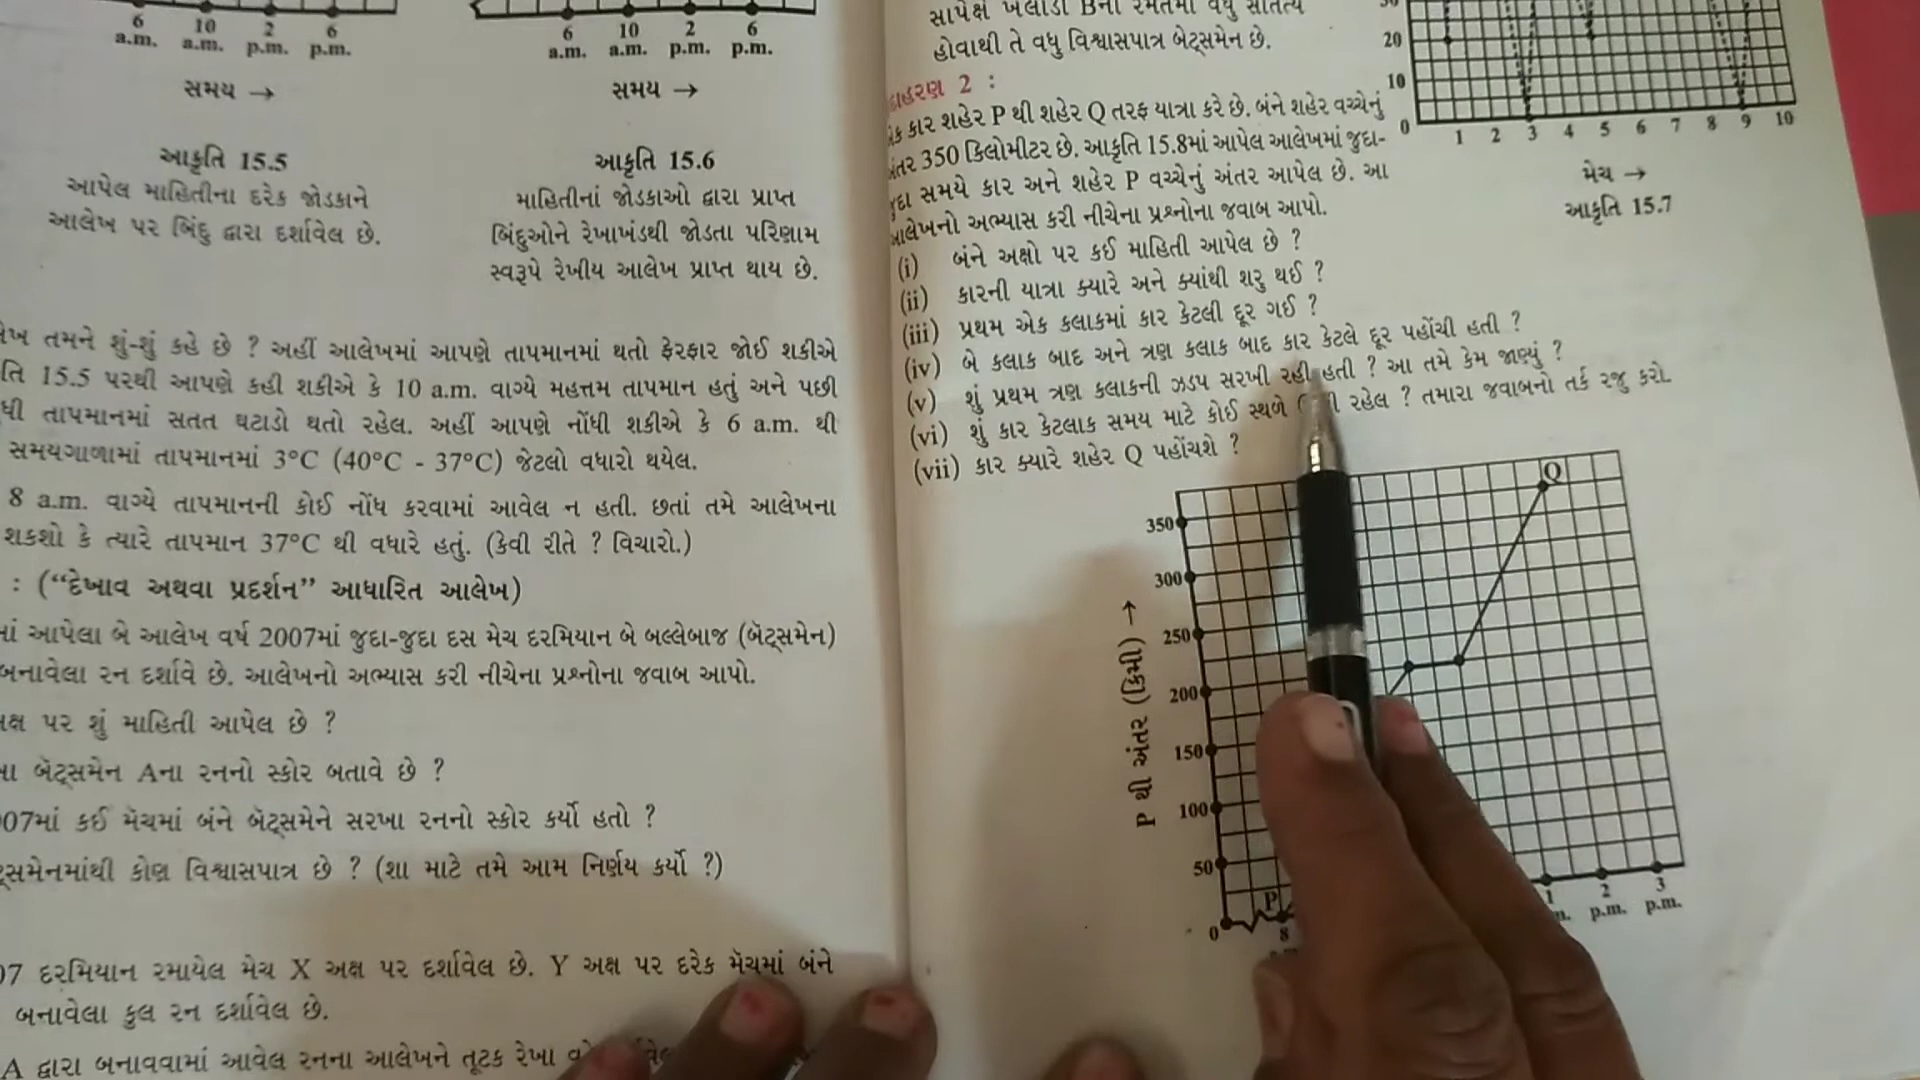 6 10 2 6
a.m. a.m. p.m. p.m.
સમય →
આકૃતિ 15.5
આપેલ માહિતીના દરેક જોડકાને
આલેખ પર બિંદુ દ્વારા દર્શાવેલ છે.
6 10 2 6
a.m. a.m. p.m. p.m.
સમય →
આકૃતિ 15.6
માહિતીનાં જોડકાઓ દ્વારા પ્રાપ્ત
બિંદુઓને રેખાખંડથી જોડતા પરિણામ
સ્વરૂપે રેખીય આલેખ પ્રાપ્ત થાય છે.
તમને શું-શું કહે છે ? અહીં આલેખમાં આપણે તાપમાનમાં થતો ફેરફાર જોઈ શકીએ
15.5 પરથી આપણે કહી શકીએ કે 10 a.m. વાગ્યે મહત્તમ તાપમાન હતું અને પછી
તાપમાનમાં સતત ઘટાડો થતો રહેલ. અહીં આપણે નોંધી શકીએ કે 6 a.m. થી
સમયગાળામાં તાપમાનમાં 3°C (40°C - 37°C) જેટલો વધારો થયેલ.
8 a.m. વાગ્યે તાપમાનની કોઈ નોંધ કરવામાં આવેલ ન હતી. છતાં તમે આલેખના
શકશો કે ત્યારે તાપમાન 37°C થી વધારે હતું. (કેવી રીતે ? વિચારો.)
: (“દેખાવ અથવા પ્રદર્શન” આધારિત આલેખ)
આપેલા બે આલેખ વર્ષ 2007માં જુદા-જુદા દસ મેચ દરમિયાન બે બલ્લેબાજ (બૅટ્સમેન)
બનાવેલા રન દર્શાવે છે. આલેખનો અભ્યાસ કરી નીચેના પ્રશ્નોના જવાબ આપો.
પર શું માહિતી આપેલ છે ?
બૅટ્સમેન Aના રનનો સ્કોર બતાવે છે ?
07માં કઈ મૅચમાં બંને બૅટ્સમેને સરખા રનનો સ્કોર કર્યો હતો ?
વિશ્વાસપાત્ર છે ? (શા માટે તમે આમ નિર્ણય કર્યો ?)
07 દરમિયાન રમાયેલ મેચ X અક્ષ પર દર્શાવેલ છે. Y અક્ષ પર દરેક મૅચમાં બંને
બનાવેલા કુલ રન દર્શાવેલ છે.
A દ્વારા બનાવવામાં આવેલ રનના આલેખને તૂટક રેખા
સાપેક્ષ ખેલાડી Bની રમતમાં વધુ સાતત્ય
હોવાથી તે વધુ વિશ્વાસપાત્ર બેટ્સમેન છે.
20
10
0 1 2 3 4 5 6 7 8 9 10
મેચ →
આકૃતિ 15.7
2 :
કાર શહેર P થી શહેર Q તરફ યાત્રા કરે છે. બંને શહેર વચ્ચેનું
350 કિલોમીટર છે. આકૃતિ 15.8માં આપેલ આલેખમાં જુદા-
સમયે કાર અને શહેર P વચ્ચેનું અંતર આપેલ છે. આ
અભ્યાસ કરી નીચેના પ્રશ્નોના જવાબ આપો.
(i) બંને અક્ષો પર કઈ માહિતી આપેલ છે ?
(ii) કારની યાત્રા ક્યારે અને ક્યાંથી શરુ થઈ ?
(iii) પ્રથમ એક કલાકમાં કાર કેટલી દૂર ગઈ ?
(iv) બે કલાક બાદ અને ત્રણ કલાક બાદ કાર કેટલે દૂર પહોંચી હતી ?
(v) શું પ્રથમ ત્રણ કલાકની ઝડપ સરખી રહી હતી ? આ તમે કેમ જાણ્યું ?
(vi) શું કાર કેટલાક સમય માટે કોઈ સ્થળે રહેલ ? તમારા જવાબનો તર્ક રજુ કરો.
(vii) કાર ક્યારે શહેર Q પહોંચશે ?
Q
350
300
250
200
150
100
50
0
P થી અંતર (કિમી) →
P
8 1 2 3
p.m. p.m.